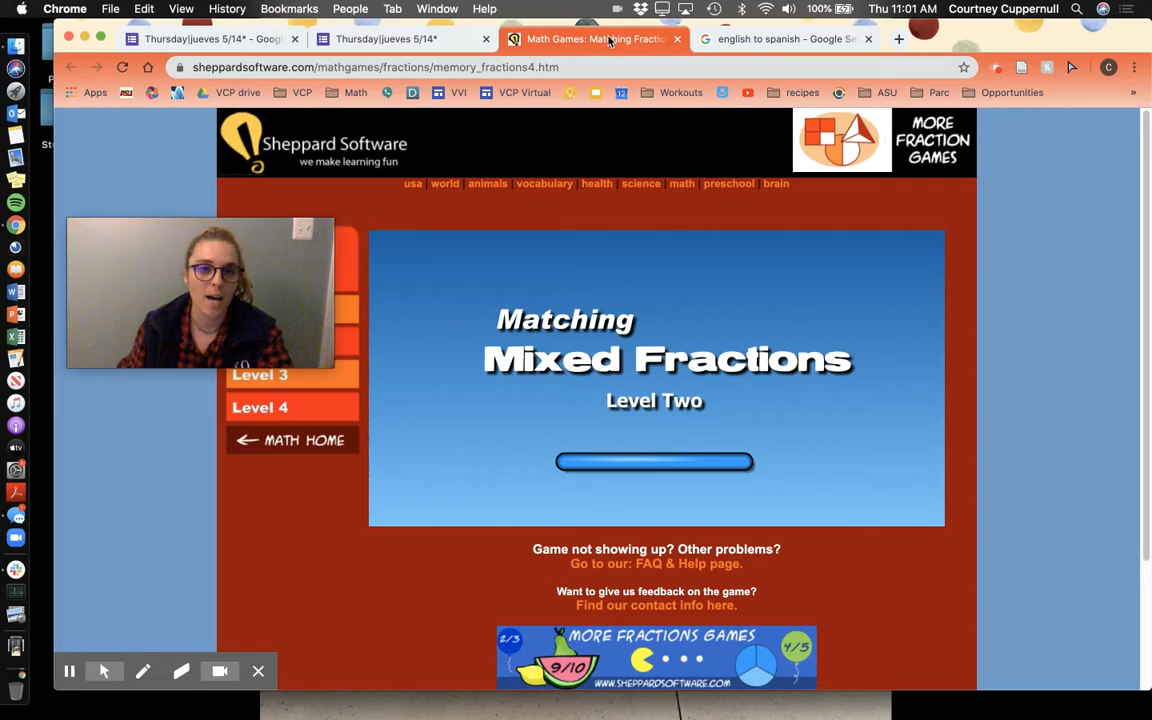 Chrome File Edit View History Bookmarks People Tab Window Help 100% Thu 11:01 AM Courtney Cuppernull
Thursday|jueves 5/14* - Goog
Thursday|jueves 5/14*
Math Games: Matching Fractio
english to spanish - Google Se
sheppardsoftware.com/mathgames/fractions/memory_fractions4.htm
C
Apps ASU VCP drive VCP Math D VVI VCP Virtual 12 Workouts recipes ASU Parc Opportunities »
Sheppard Software
we make learning fun
MORE
FRACTION
GAMES
usa | world | animals | vocabulary | health | science | math | preschool | brain
Matching
Mixed Fractions
Level Two
Level 3
Level 4
← MATH HOME
Game not showing up? Other problems?
Go to our: FAQ & Help page.
Want to give us feedback on the game?
Find our contact info here.
2/3 MORE FRACTIONS GAMES 4/5
9/10
WWW.SHEPPARDSOFTWARE.COM